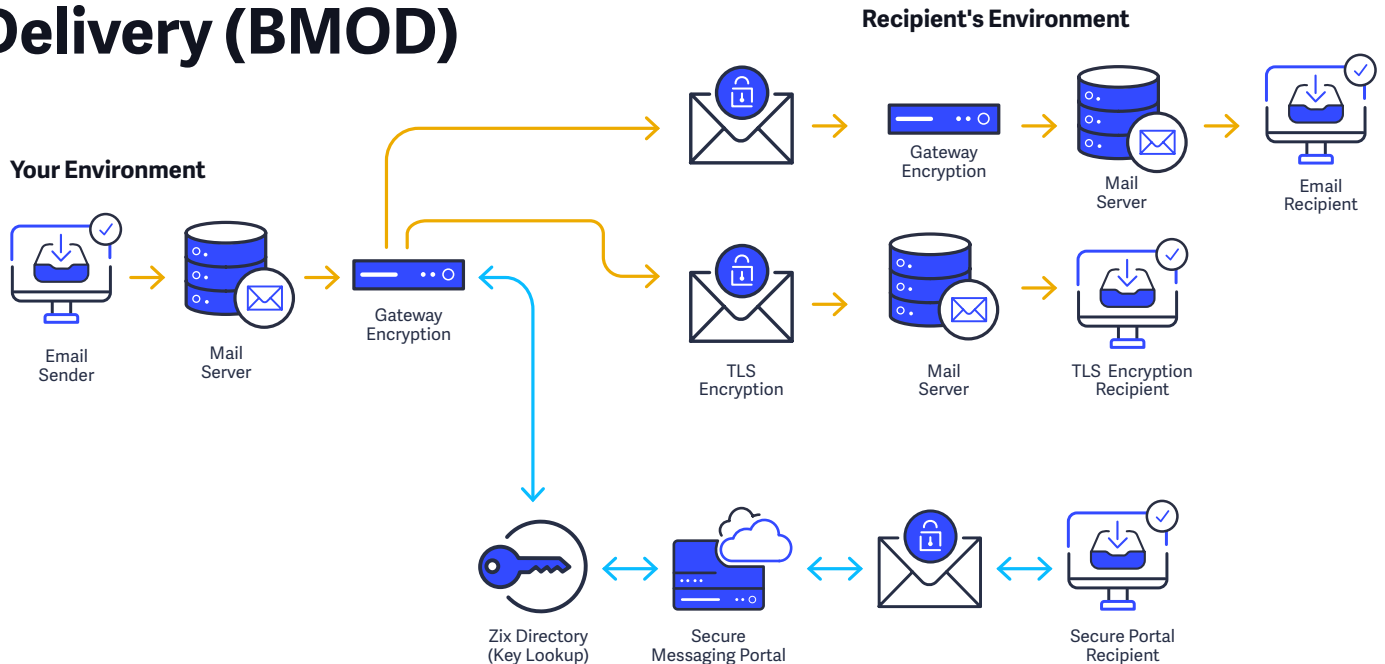 Delivery (BMOD)
Recipient's Environment
Your Environment
Gateway
Encryption
Mail
Server
Email
Recipient
Email
Sender
Mail
Server
Gateway
Encryption
TLS
Encryption
Mail
Server
TLS Encryption
Recipient
Zix Directory
(Key Lookup)
Secure
Messaging Portal
Secure Portal
Recipient